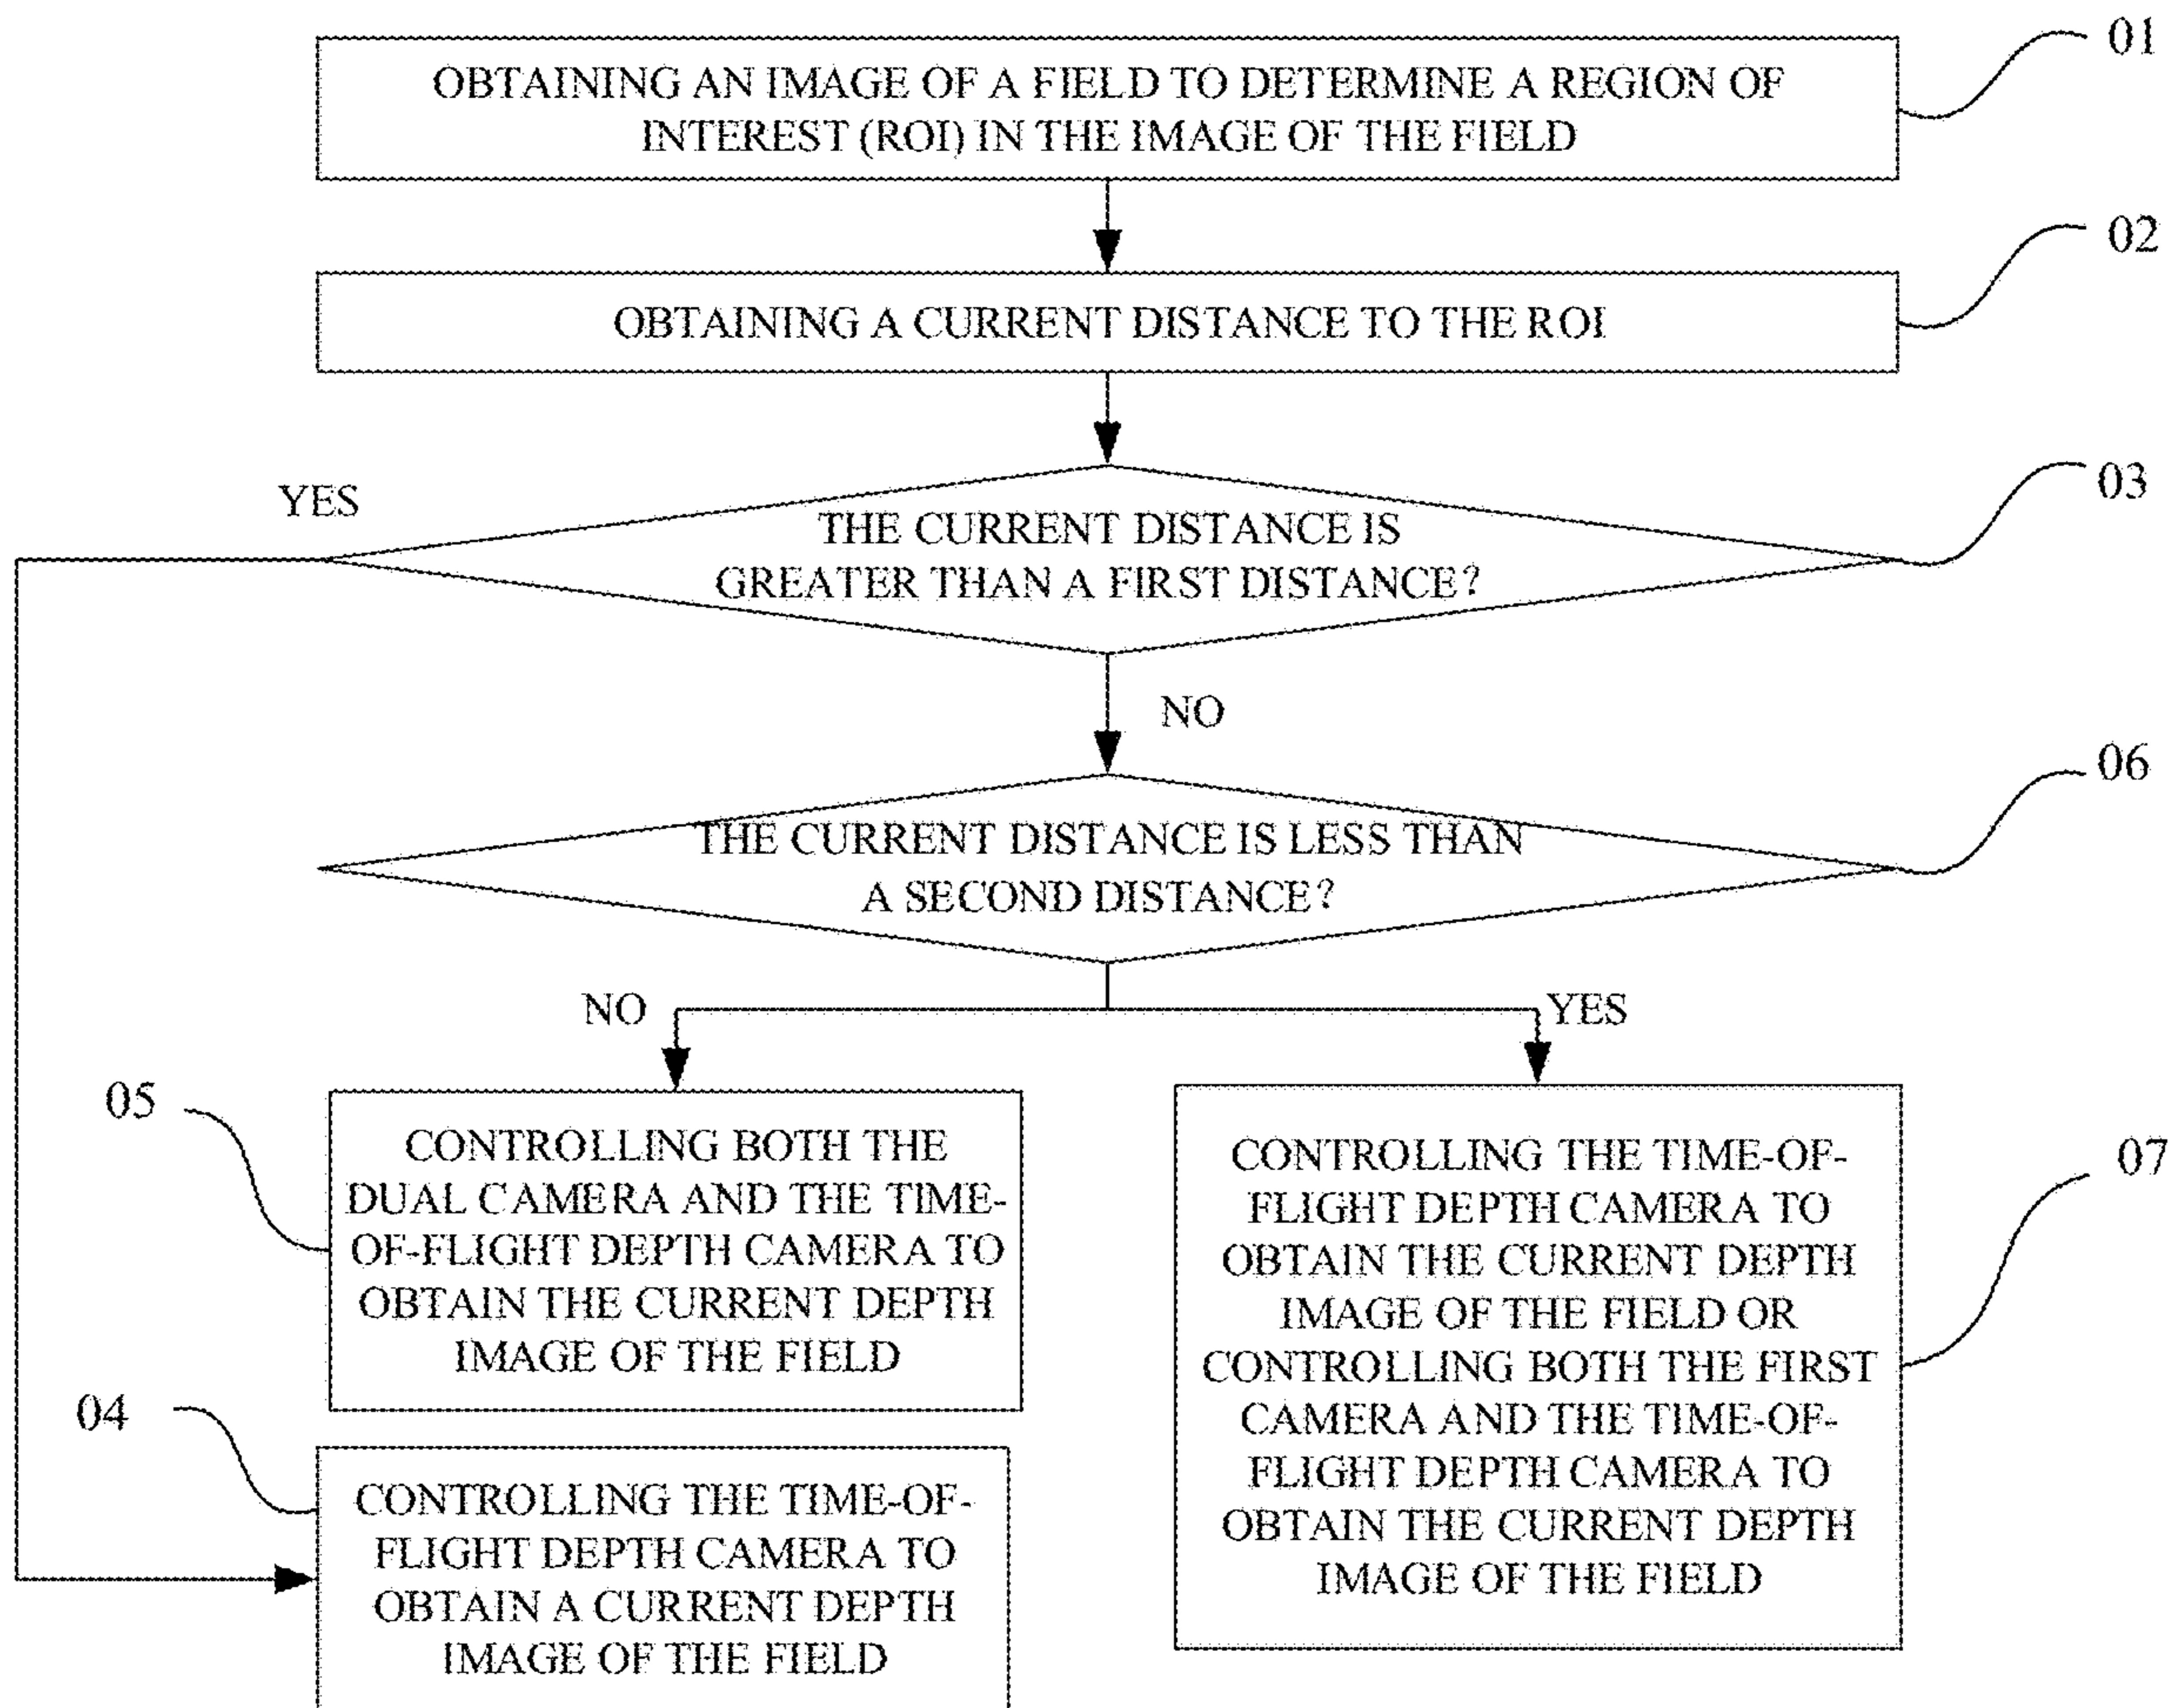 01
OBTAINING AN IMAGE OF A FIELD TO DETERMINE A REGION OF
INTEREST (ROI) IN THE IMAGE OF THE FIELD
02
OBTAINING A CURRENT DISTANCE TO THE ROI
03
YES
THE CURRENT DISTANCE IS
GREATER THAN A FIRST DISTANCE?
NO
06
THE CURRENT DISTANCE IS LESS THAN
A SECOND DISTANCE?
NO
YES
05
CONTROLLING BOTH THE
DUAL CAMERA AND THE TIME-
OF-FLIGHT DEPTH CAMERA TO
OBTAIN THE CURRENT DEPTH
IMAGE OF THE FIELD
07
CONTROLLING THE TIME-OF-
FLIGHT DEPTH CAMERA TO
OBTAIN THE CURRENT DEPTH
IMAGE OF THE FIELD OR
CONTROLLING BOTH THE FIRST
CAMERA AND THE TIME-OF-
FLIGHT DEPTH CAMERA TO
OBTAIN THE CURRENT DEPTH
IMAGE OF THE FIELD
04
CONTROLLING THE TIME-OF-
FLIGHT DEPTH CAMERA TO
OBTAIN A CURRENT DEPTH
IMAGE OF THE FIELD